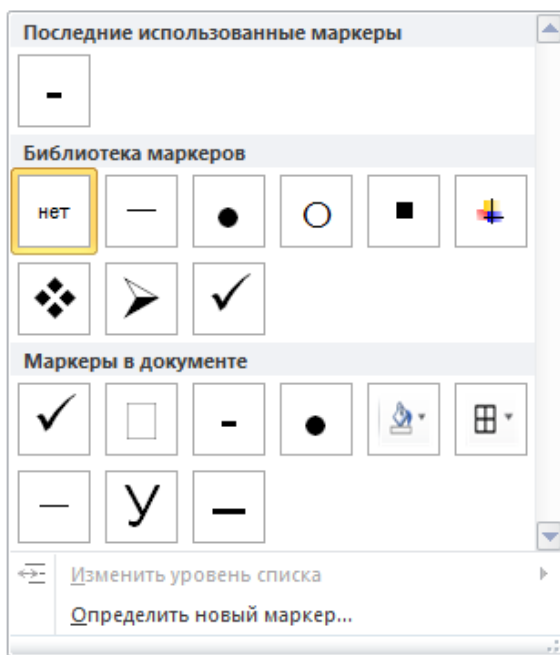 Последние использованные маркеры
Библиотека маркеров
нет
Маркеры в документе
У
Изменить уровень списка
Определить новый маркер...